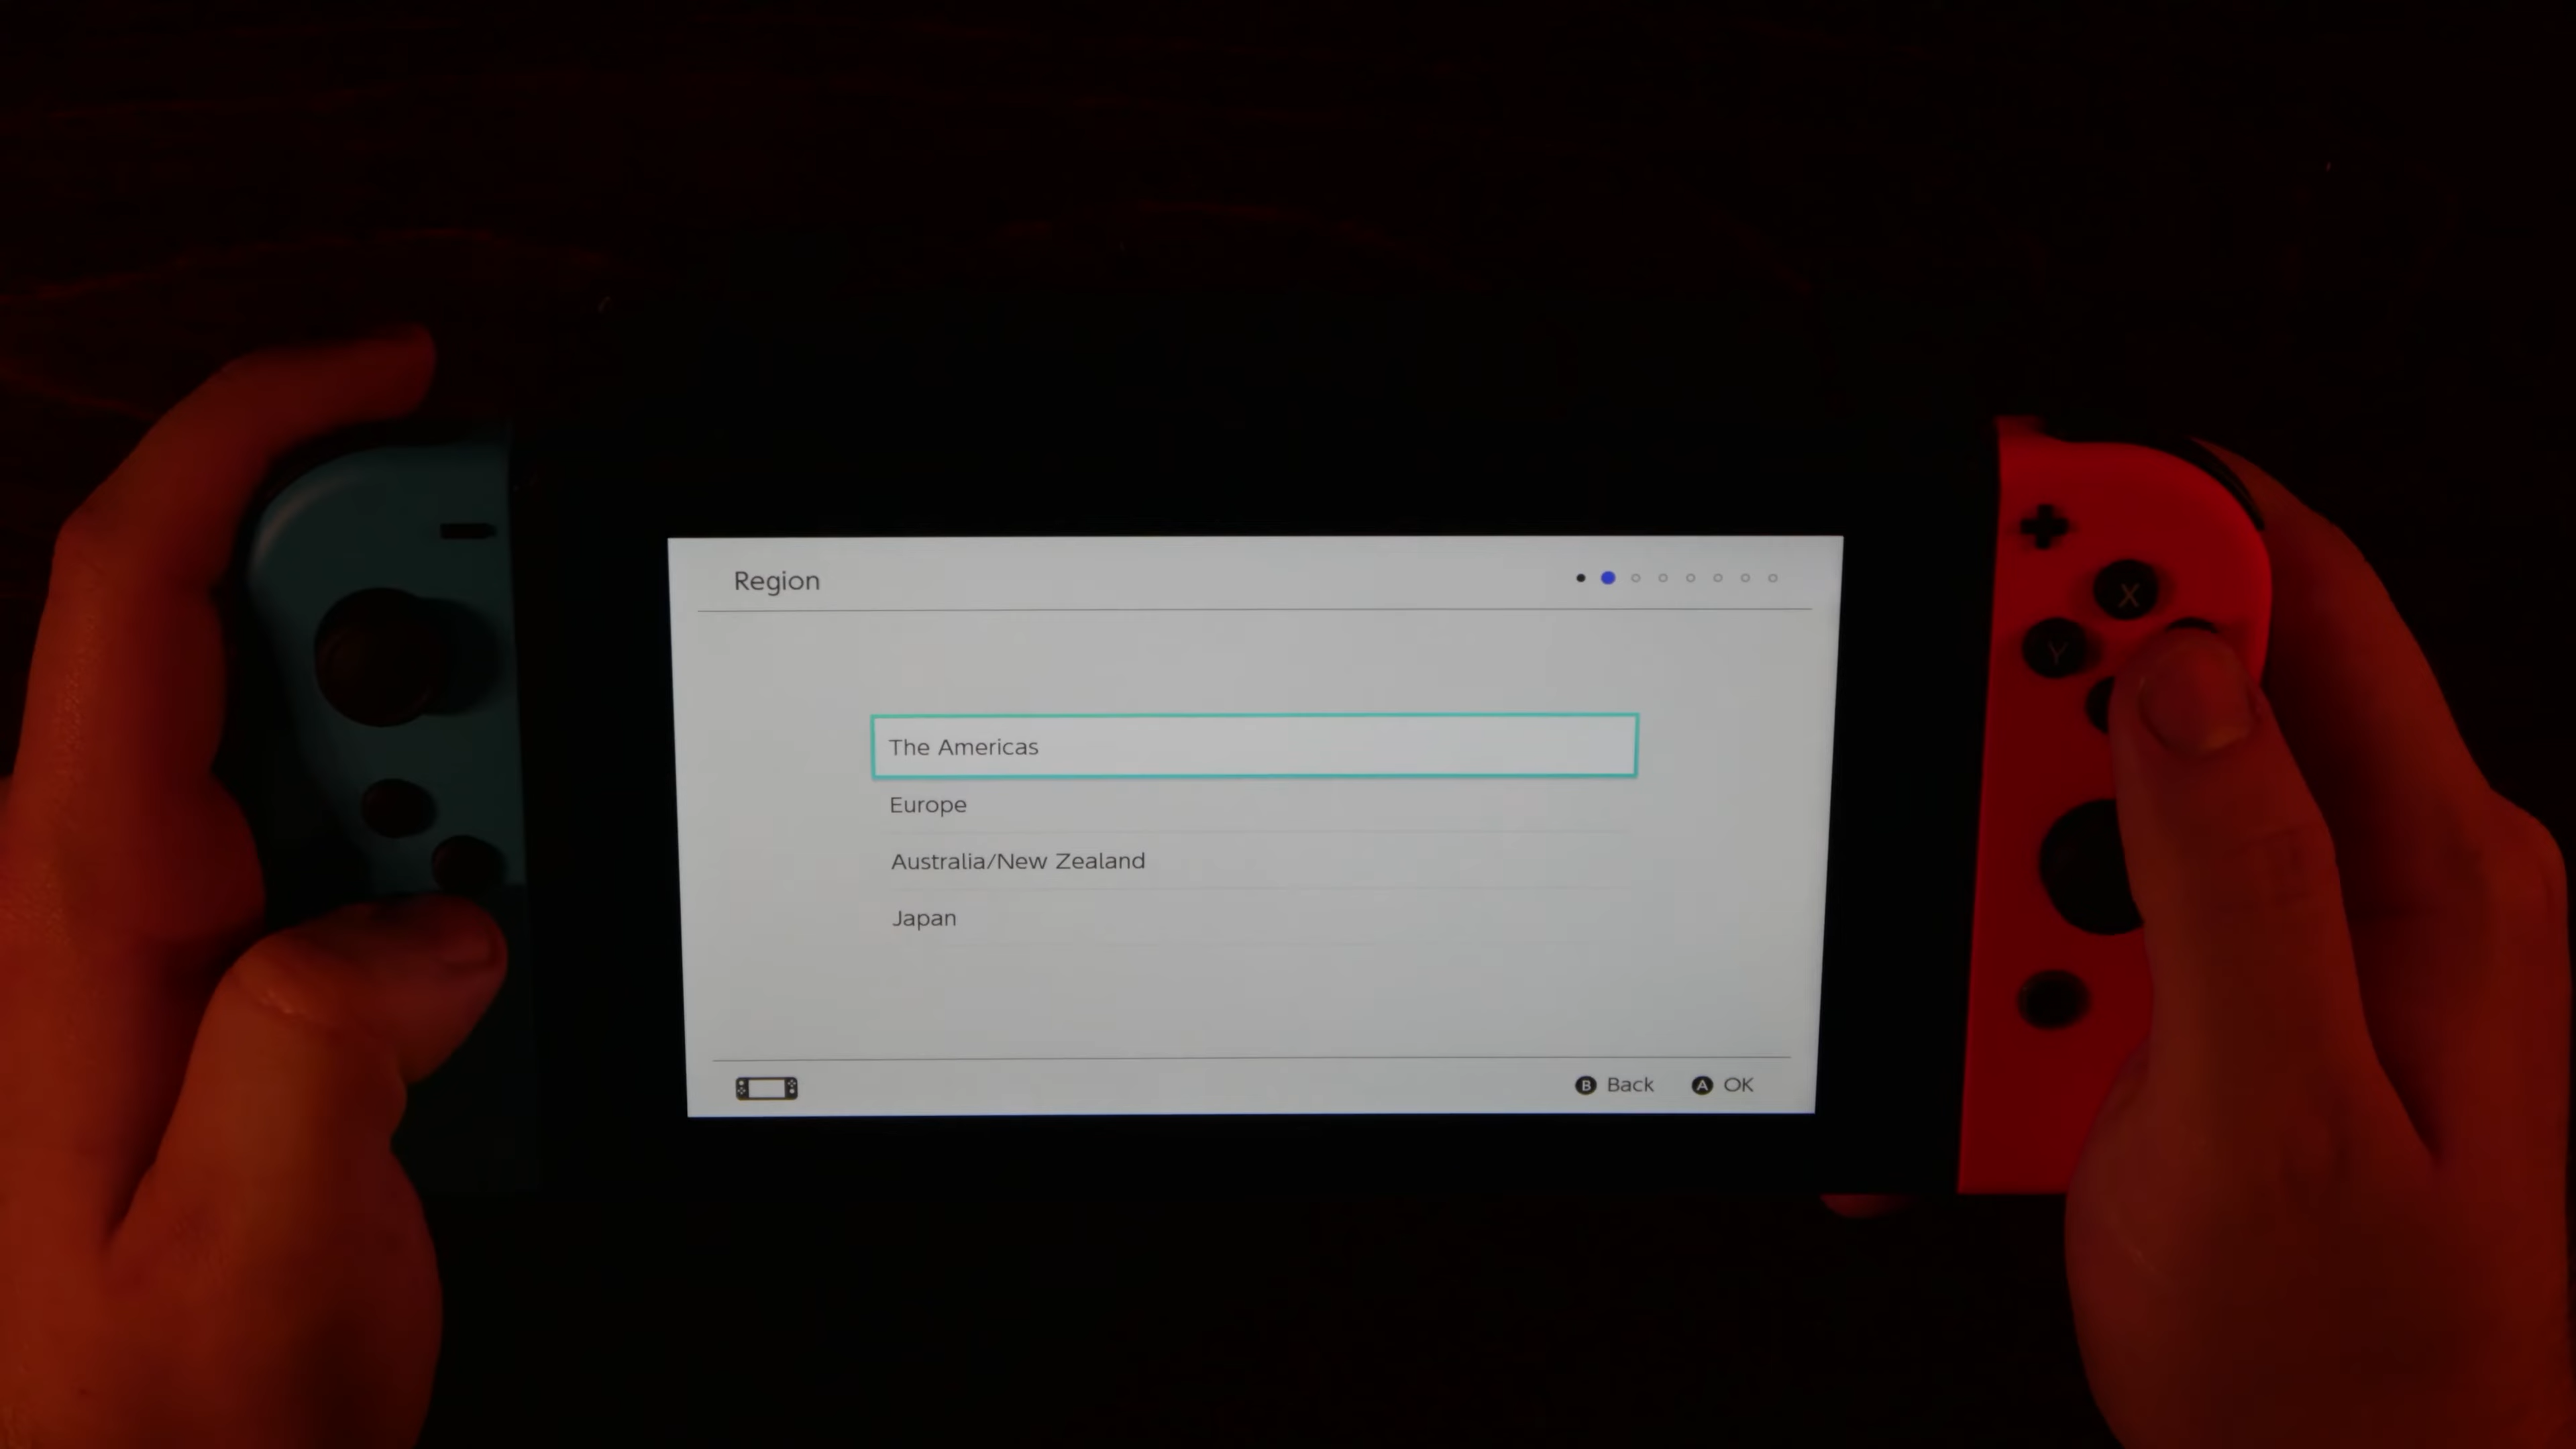 Region
The Americas
Europe
Australia/New Zealand
Japan
B Back A OK
X
Y